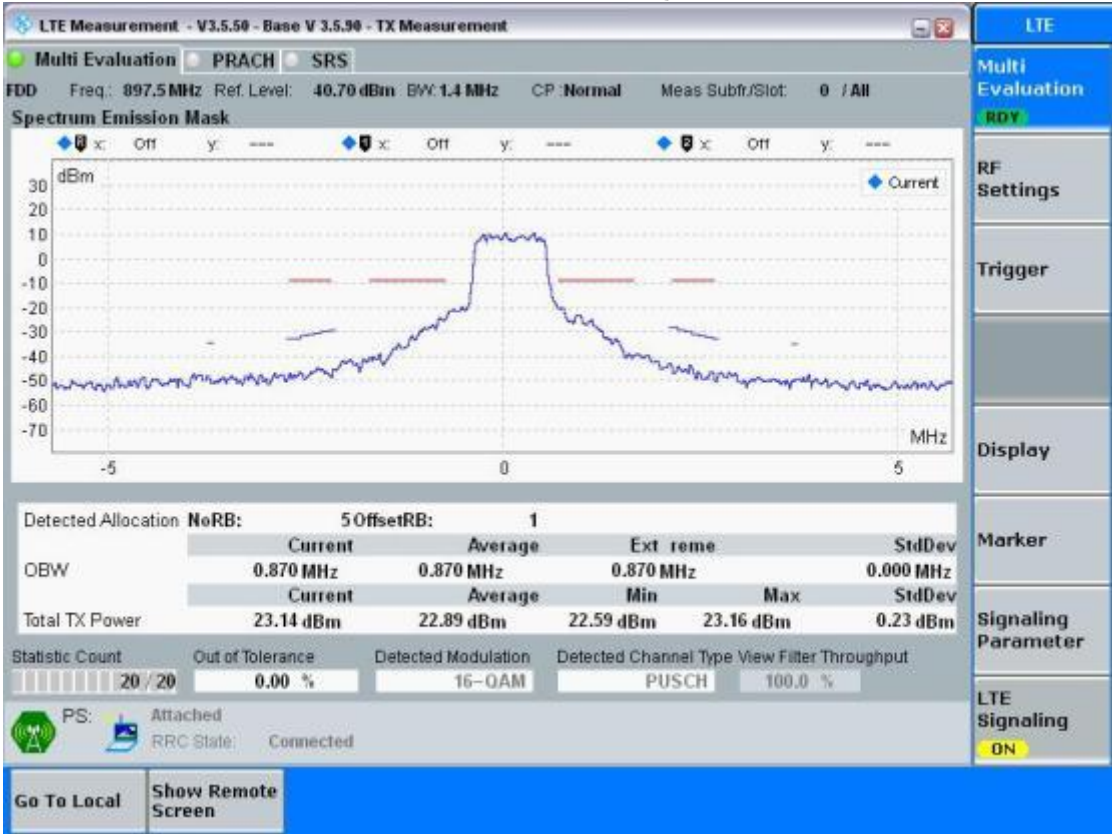 LTE Measurement - V3.5.50 - Base V 3.5.90 - TX Measurement
LTE
Multi Evaluation PRACH SRS
FDD Freq.: 897.5 MHz Ref. Level: 40.70 dBm BW: 1.4 MHz CP :Normal Meas Subfr./Slot: 0 / All
Spectrum Emission Mask
x: Off y: --- x: Off y: --- x: Off y: ---
dBm
Current
30
20
10
0
-10
-20
-30
-40
-50
-60
-70
MHz
-5 0 5
Detected Allocation NoRB: 5 OffsetRB: 1
Current Average Ext reme StdDev
OBW 0.870 MHz 0.870 MHz 0.870 MHz 0.000 MHz
Current Average Min Max StdDev
Total TX Power 23.14 dBm 22.89 dBm 22.59 dBm 23.16 dBm 0.23 dBm
Statistic Count Out of Tolerance Detected Modulation Detected Channel Type View Filter Throughput
20 / 20 0.00 % 16-QAM PUSCH 100.0 %
PS: Attached
RRC State: Connected
Go To Local
Show Remote
Screen
Multi
Evaluation
RDY
RF
Settings
Trigger
Display
Marker
Signaling
Parameter
LTE
Signaling
ON